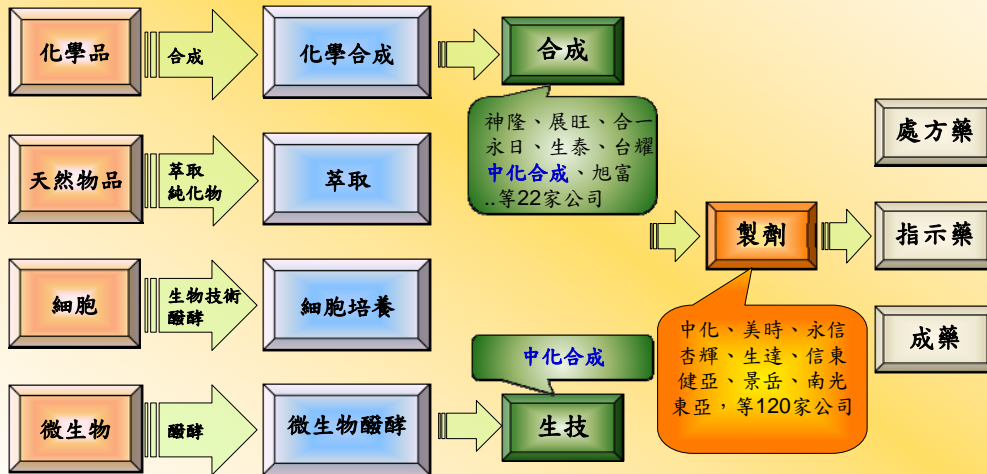 化學品
合成
化學合成
合成
神隆、展旺、合一
永日、生泰、台耀
中化合成、旭富
..等22家公司
天然物品
萃取
純化物
萃取
細胞
生物技術
醱酵
細胞培養
微生物
醱酵
微生物醱酵
中化合成
生技
製劑
中化、美時、永信
杏輝、生達、信東
健亞、景岳、南光
東亞，等120家公司
處方藥
指示藥
成藥